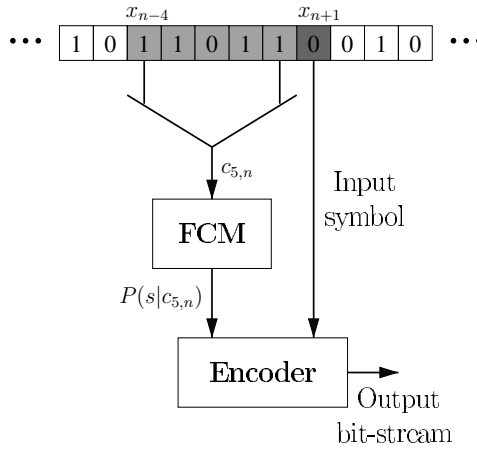 x_{n-4} x_{n+1}
... 1 0 1 1 0 1 1 0 0 1 0 ...
c_{5,n}
Input
symbol
FCM
P(s|c_{5,n})
Encoder
Output
bit-stream